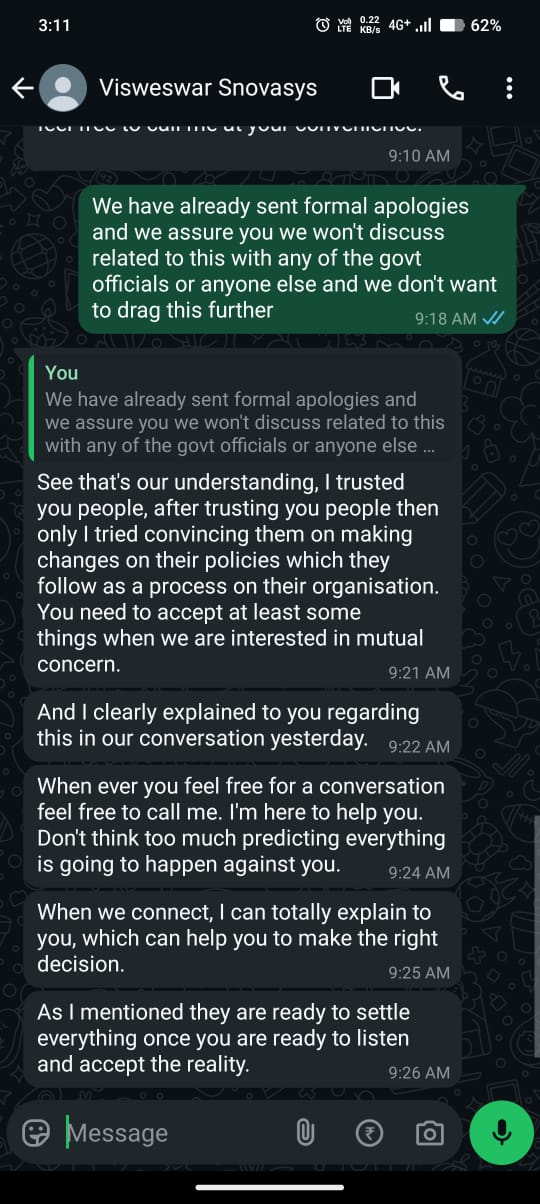 3:11
Vo)) LTE
0.22 KB/s
4G+
62%
Visweswar Snovasys
feel free to call me at your convenience.
9:10 AM
We have already sent formal apologies
and we assure you we won't discuss
related to this with any of the govt
officials or anyone else and we don't want
to drag this further
9:18 AM
You
We have already sent formal apologies and
we assure you we won't discuss related to this
with any of the govt officials or anyone else ...
See that's our understanding, I trusted
you people, after trusting you people then
only I tried convincing them on making
changes on their policies which they
follow as a process on their organisation.
You need to accept at least some
things when we are interested in mutual
concern.
9:21 AM
And I clearly explained to you regarding
this in our conversation yesterday.
9:22 AM
When ever you feel free for a conversation
feel free to call me. I'm here to help you.
Don't think too much predicting everything
is going to happen against you.
9:24 AM
When we connect, I can totally explain to
you, which can help you to make the right
decision.
9:25 AM
As I mentioned they are ready to settle
everything once you are ready to listen
and accept the reality.
9:26 AM
Message